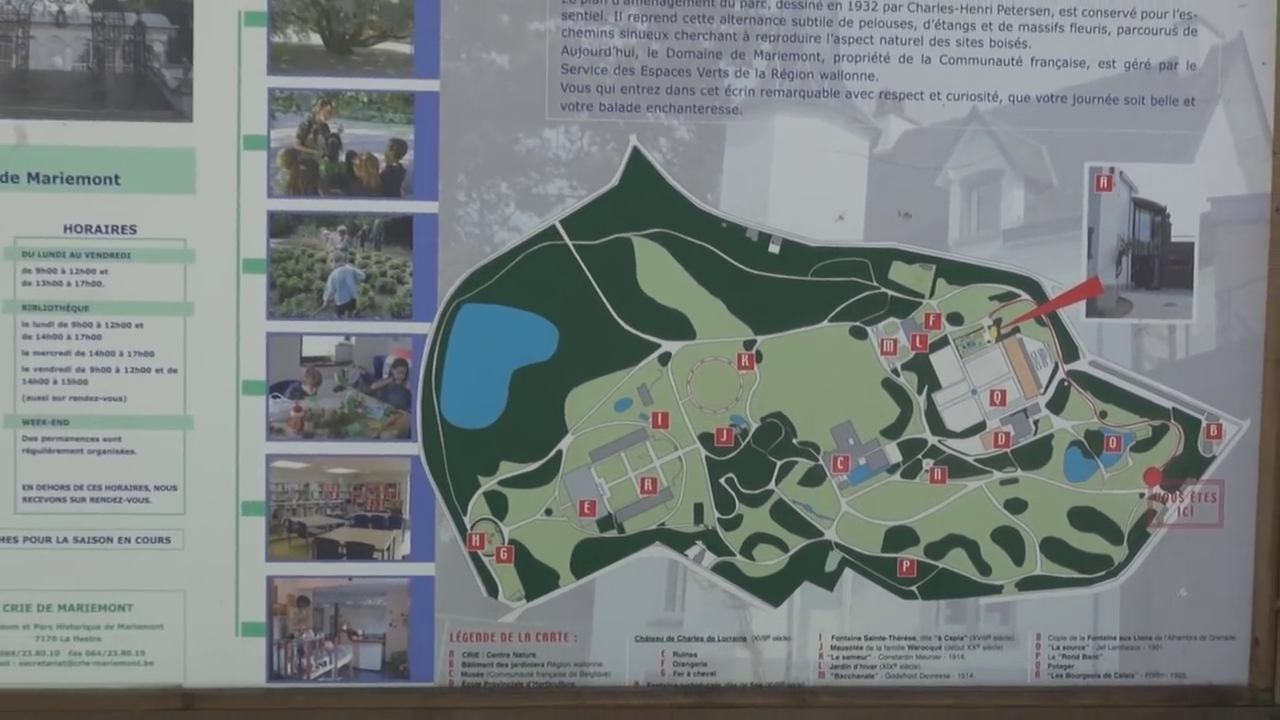 Le plan d'aménagement du parc, dessiné en 1932 par Charles-Henri Petersen, est conservé pour l'es-
sentiel. Il reprend cette alternance subtile de pelouses, d'étangs et de massifs fleuris, parcourus de
chemins sinueux cherchant à reproduire l'aspect naturel des sites boisés.
Aujourd'hui, le Domaine de Mariemont, propriété de la Communauté française, est géré par le
Service des Espaces Verts de la Région wallonne.
Vous qui entrez dans cet écrin remarquable avec respect et curiosité, que votre journée soit belle et
votre balade enchanteresse.
de Mariemont
HORAIRES
DU LUNDI AU VENDREDI
de 9h00 à 12h00 et
de 13h00 à 17h00.
BIBLIOTHÉQUE
le lundi de 9h00 à 12h00 et
de 14h00 à 17h00
le mercredi de 14h00 à 17h00
le vendredi de 9h00 à 12h00 et de
14h00 à 15h00
(aussi sur rendez-vous)
WEEK-END
Des permanences sont
régulièrement organisées.
EN DEHORS DE CES HORAIRES, NOUS
RECEVONS SUR RENDEZ-VOUS.
HES POUR LA SAISON EN COURS
CRIE DE MARIEMONT
um et Parc Historique de Mariemont
7170 La Hestre
064/23.80.10 Fax 064/23.80.19
secretariat@crie-mariemont.be
A
F
M
L
K
Q
I
J
D
O
B
C
N
R
E
H
G
P
VOUS ÊTES
ICI
LÉGENDE DE LA CARTE :
CRIE : Centre Nature
Bâtiment des jardiniers Région wallonne
C Musée (Communauté française de Belgique)
D École Provinciale d'Horticulture
Château de Charles de Lorraine (XVIIIe siècle)
E Ruines
F Orangerie
G Fer à cheval
I Fontaine Sainte-Thérèse, dite "à Capia" (XVIIIe siècle)
J Mausolée de la famille Warocqué (début XXe siècle)
K "Le semeur" - Constantin Meunier - 1914
L Jardin d'hiver (XIXe siècle)
M "Bacchanale" - Godefroid Devreese - 1914
Copie de la Fontaine aux Lions de l'Alhambra de Grenade
O "La source" - Jef Lambeaux - 1901
P Le "Rond Banc"
Potager
R "Les Bourgeois de Calais" - Rodin - 1905